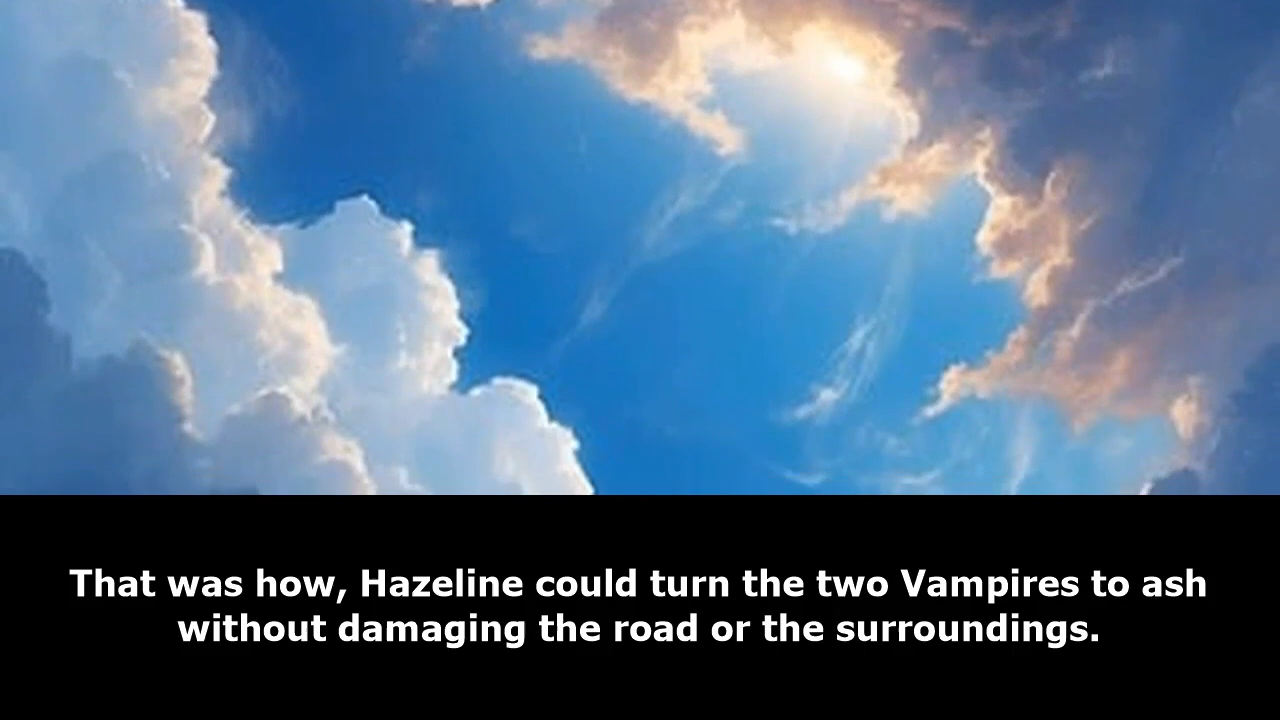 That was how, Hazeline could turn the two Vampires to ash
without damaging the road or the surroundings.